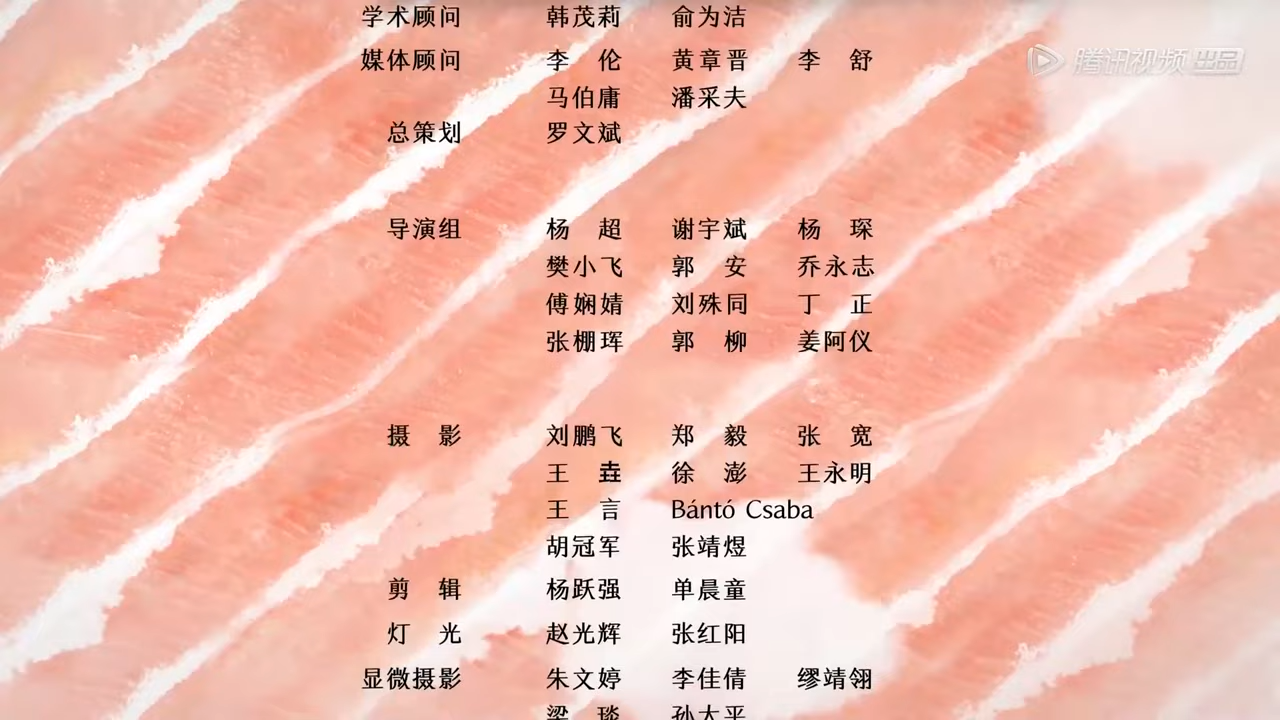 学术顾问 韩茂莉 俞为洁
媒体顾问 李伦 黄章晋 李舒
腾讯视频 出品
马伯庸 潘采夫
总策划 罗文斌
导演组 杨超 谢宇斌 杨琛
樊小飞 郭安 乔永志
傅娴婧 刘殊同 丁正
张棚珲 郭柳 姜阿仪
摄影 刘鹏飞 郑毅 张宽
王垚 徐澎 王永明
王言 Bántó Csaba
胡冠军 张靖煜
剪辑 杨跃强 单晨童
灯光 赵光辉 张红阳
显微摄影 朱文婷 李佳倩 缪靖翎
梁琰 孙太平